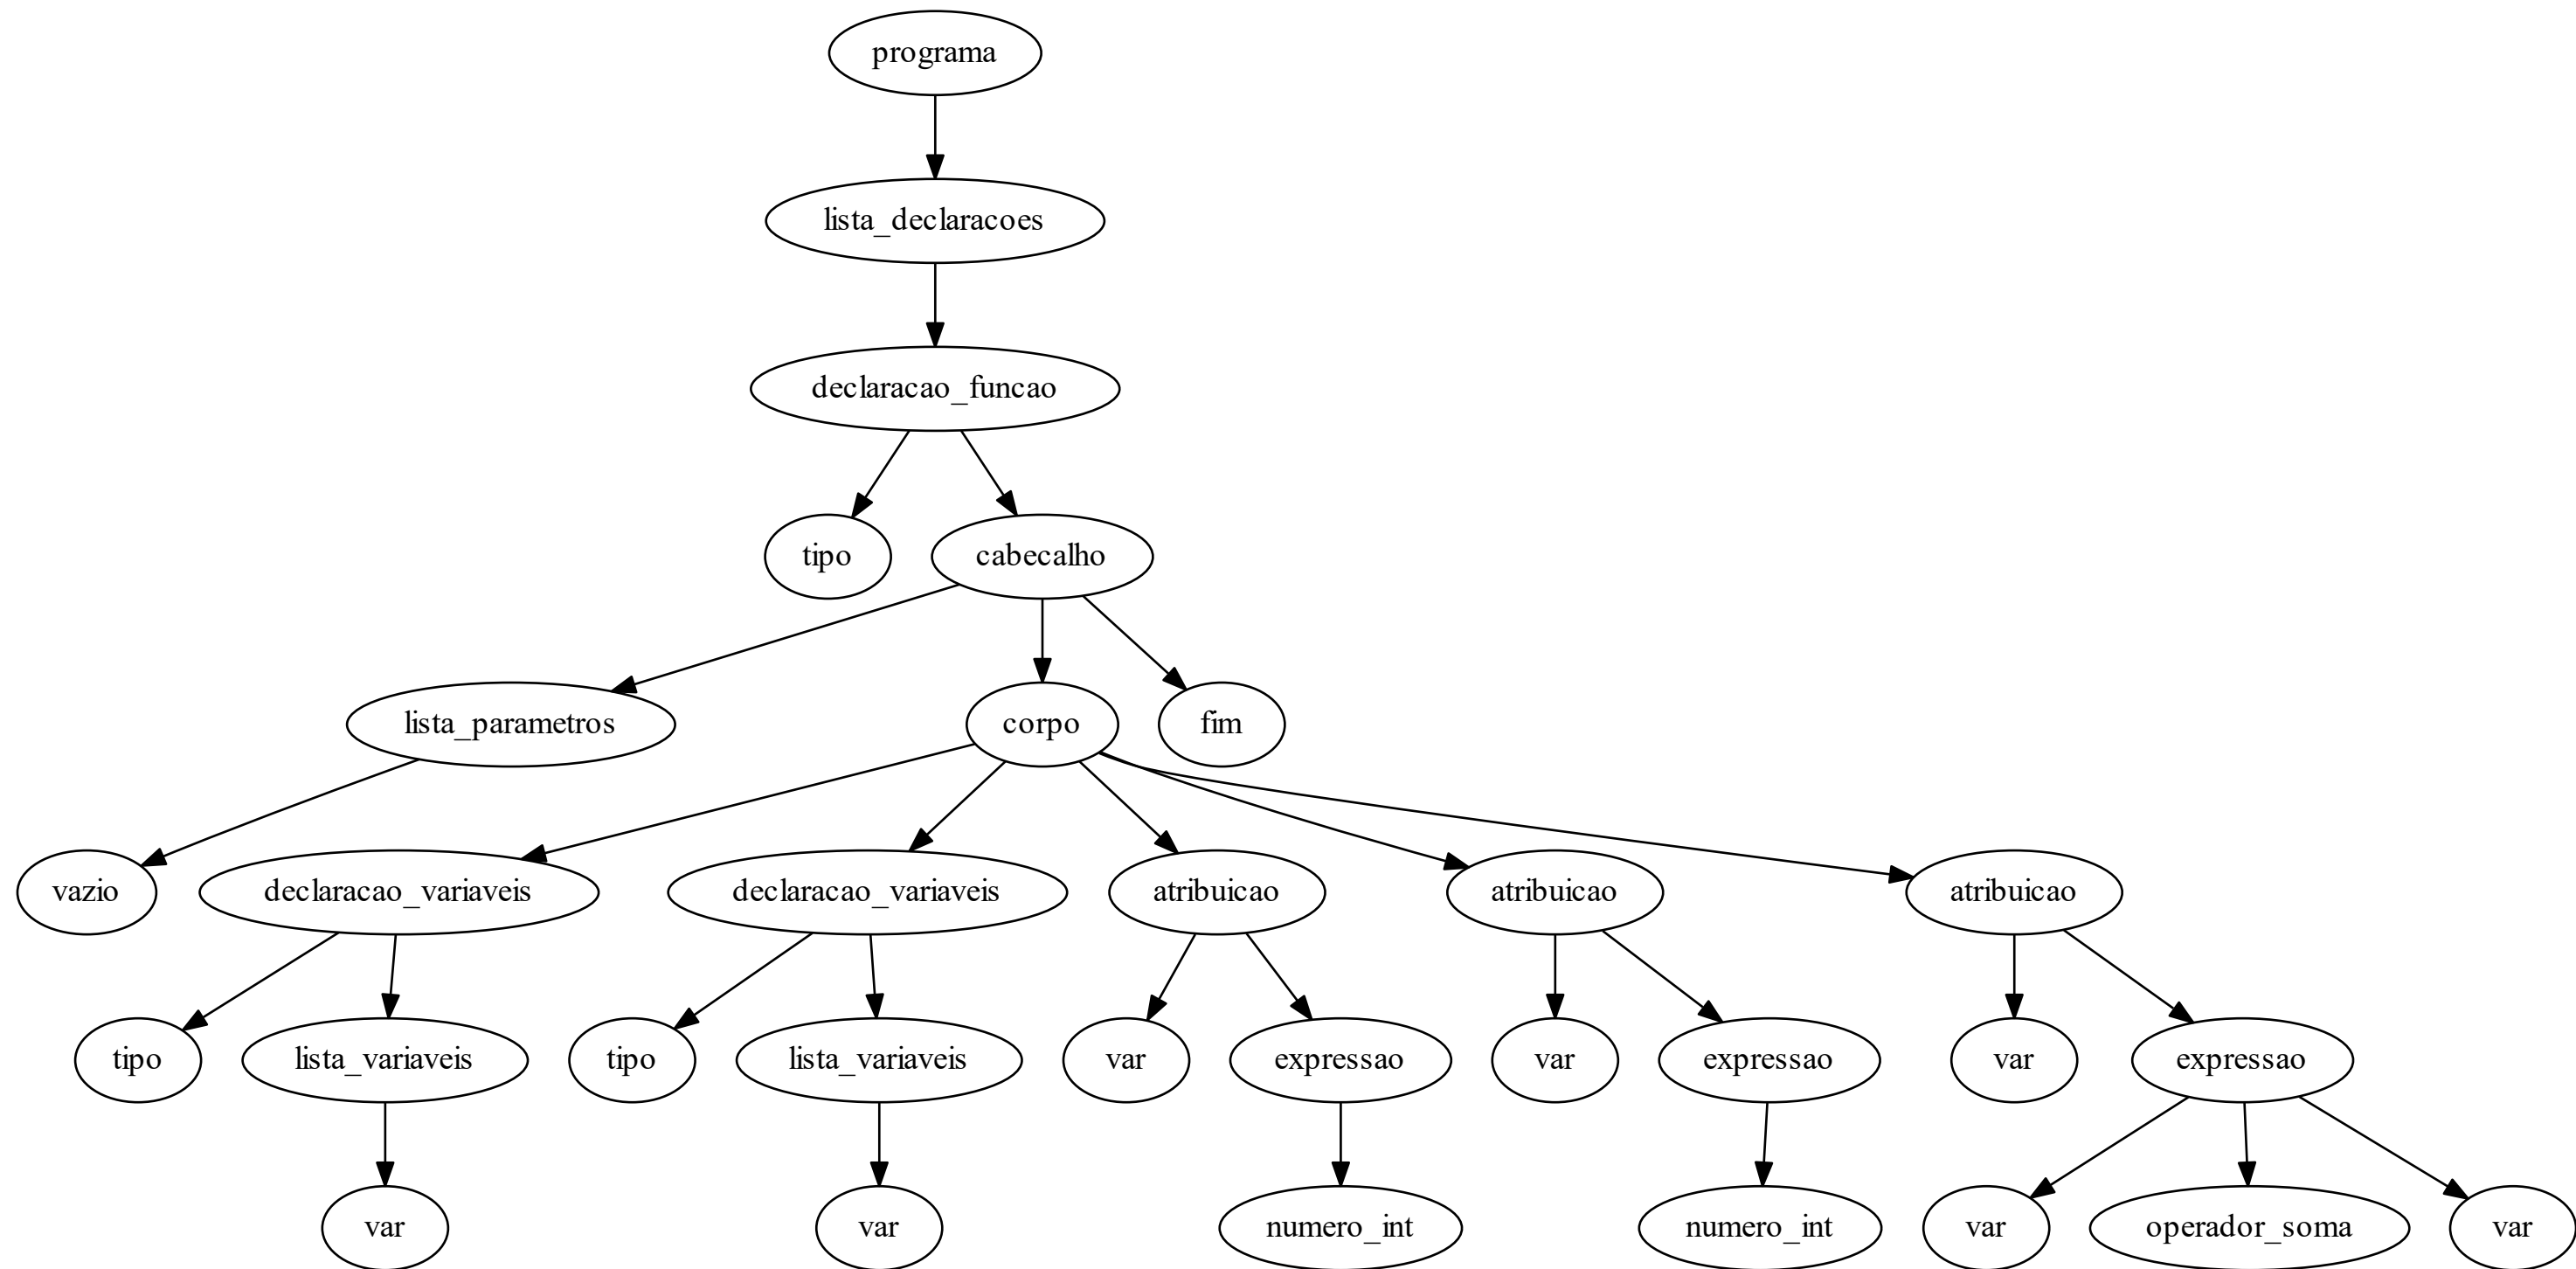 programa
lista_declaracoes
declaracao_funcao
tipo
cabecalho
lista_parametros
corpo
fim
vazio
declaracao_variaveis
declaracao_variaveis
atribuicao
atribuicao
atribuicao
tipo
lista_variaveis
tipo
lista_variaveis
var
expressao
var
expressao
var
expressao
var
var
numero_int
numero_int
var
operador_soma
var